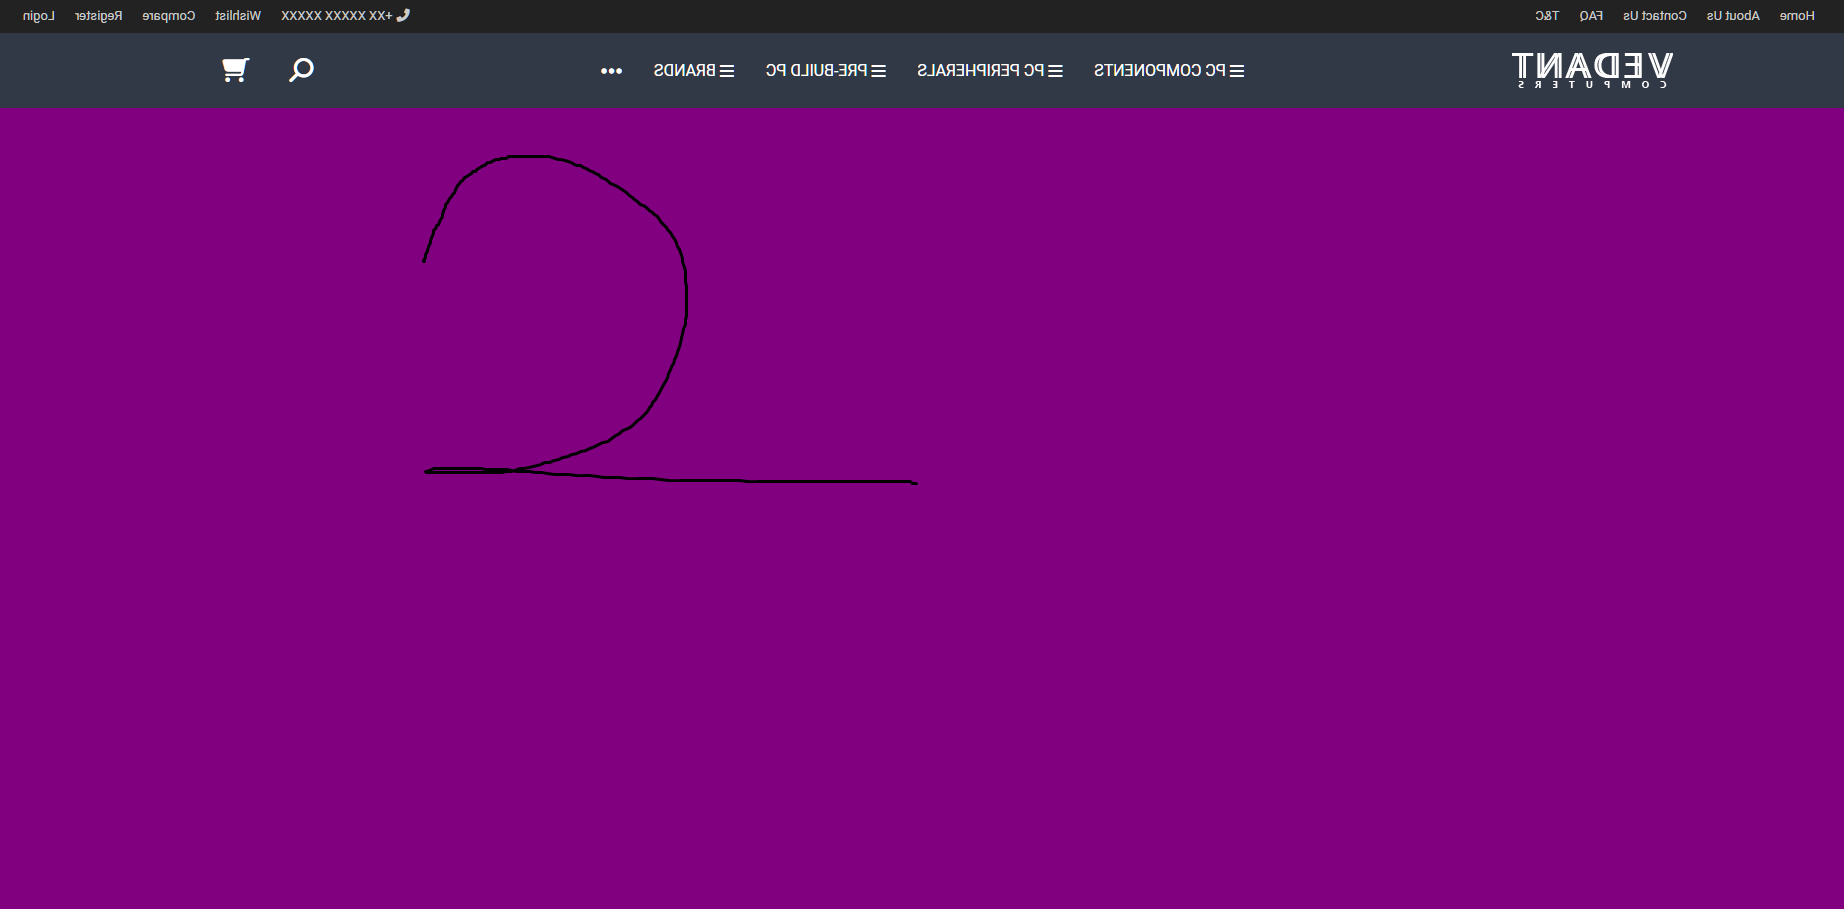 Home About Us Contact Us FAQ T&C +XX XXXXX XXXXX Wishlist Compare Register Login
VEDANT
COMPUTERS
PC COMPONENTS PC PERIPHERALS PRE-BUILD PC BRANDS
2